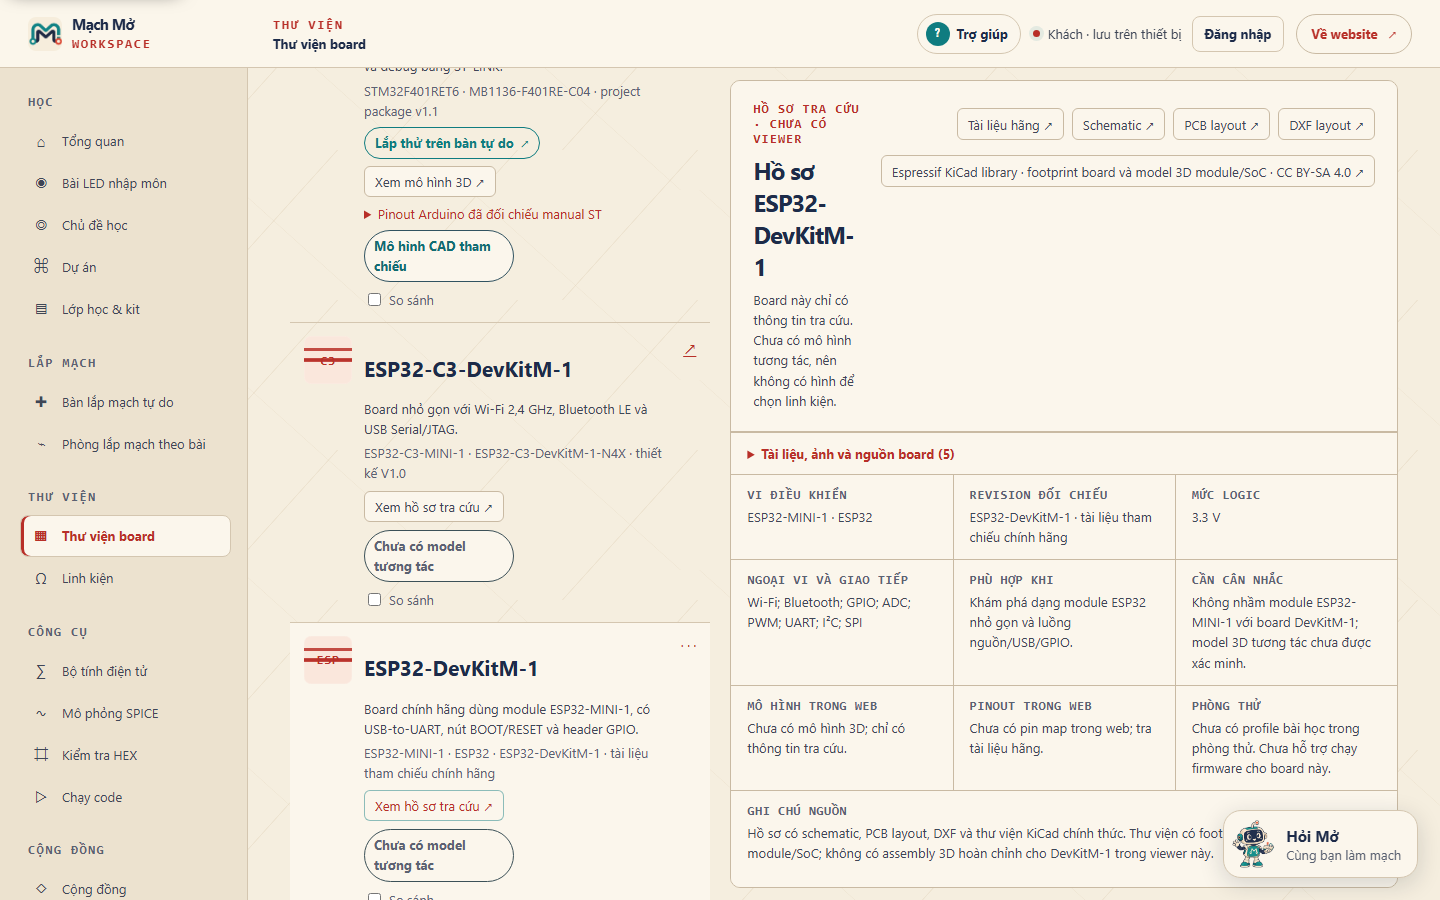 Mạch Mở
WORKSPACE
THƯ VIỆN
Thư viện board
? Trợ giúp
Khách · lưu trên thiết bị
Đăng nhập
Về website ↗
HỌC
Tổng quan
Bài LED nhập môn
Chủ đề học
Dự án
Lớp học & kit
LẮP MẠCH
Bàn lắp mạch tự do
Phòng lắp mạch theo bài
THƯ VIỆN
Thư viện board
Linh kiện
CÔNG CỤ
Bộ tính điện tử
Mô phỏng SPICE
Kiểm tra HEX
Chạy code
CỘNG ĐỒNG
Cộng đồng
và debug bằng ST-LINK.
STM32F401RET6 · MB1136-F401RE-C04 · project
package v1.1
Lắp thử trên bàn tự do ↗
Xem mô hình 3D ↗
▶ Pinout Arduino đã đối chiếu manual ST
Mô hình CAD tham
chiếu
So sánh
C3
ESP32-C3-DevKitM-1
↗
Board nhỏ gọn với Wi-Fi 2,4 GHz, Bluetooth LE và
USB Serial/JTAG.
ESP32-C3-MINI-1 · ESP32-C3-DevKitM-1-N4X · thiết
kế V1.0
Xem hồ sơ tra cứu ↗
Chưa có model
tương tác
So sánh
ESP
ESP32-DevKitM-1
...
Board chính hãng dùng module ESP32-MINI-1, có
USB-to-UART, nút BOOT/RESET và header GPIO.
ESP32-MINI-1 · ESP32 · ESP32-DevKitM-1 · tài liệu
tham chiếu chính hãng
Xem hồ sơ tra cứu ↗
Chưa có model
tương tác
So sánh
HỒ SƠ TRA CỨU
· CHƯA CÓ
VIEWER
Hồ sơ
ESP32-
DevKitM-
1
Board này chỉ có
thông tin tra cứu.
Chưa có mô hình
tương tác, nên
không có hình để
chọn linh kiện.
Tài liệu hãng ↗
Schematic ↗
PCB layout ↗
DXF layout ↗
Espressif KiCad library · footprint board và model 3D module/SoC · CC BY-SA 4.0 ↗
▶ Tài liệu, ảnh và nguồn board (5)
VI ĐIỀU KHIỂN
ESP32-MINI-1 · ESP32
REVISION ĐỐI CHIẾU
ESP32-DevKitM-1 · tài liệu tham
chiếu chính hãng
MỨC LOGIC
3.3 V
NGOẠI VI VÀ GIAO TIẾP
Wi-Fi; Bluetooth; GPIO; ADC;
PWM; UART; I²C; SPI
PHÙ HỢP KHI
Khám phá dạng module ESP32
nhỏ gọn và luồng
nguồn/USB/GPIO.
CẦN CÂN NHẮC
Không nhầm module ESP32-
MINI-1 với board DevKitM-1;
model 3D tương tác chưa được
xác minh.
MÔ HÌNH TRONG WEB
Chưa có mô hình 3D; chỉ có
thông tin tra cứu.
PINOUT TRONG WEB
Chưa có pin map trong web; tra
tài liệu hãng.
PHÒNG THỬ
Chưa có profile bài học trong
phòng thử. Chưa hỗ trợ chạy
firmware cho board này.
GHI CHÚ NGUỒN
Hồ sơ có schematic, PCB layout, DXF và thư viện KiCad chính thức. Thư viện có foot
module/SoC; không có assembly 3D hoàn chỉnh cho DevKitM-1 trong viewer này.
Hỏi Mở
Cùng bạn làm mạch